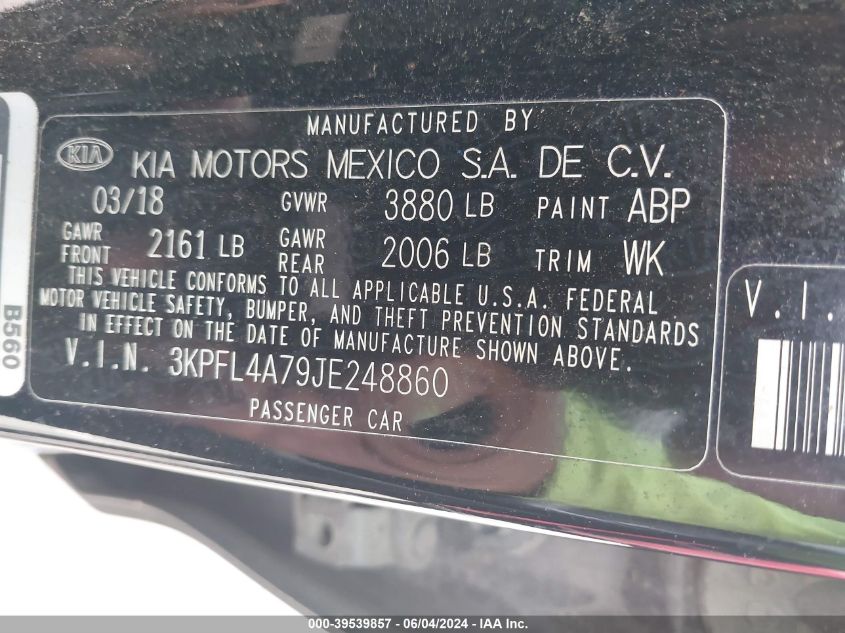 MANUFACTURED BY
KIA KIA MOTORS MEXICO S.A. DE C.V.
03/18 GVWR 3880 LB PAINT ABP
GAWR FRONT 2161 LB GAWR REAR 2006 LB TRIM WK
THIS VEHICLE CONFORMS TO ALL APPLICABLE U.S.A. FEDERAL
MOTOR VEHICLE SAFETY, BUMPER, AND THEFT PREVENTION STANDARDS
IN EFFECT ON THE DATE OF MANUFACTURE SHOWN ABOVE.
V.I.N. 3KPFL4A79JE248860
PASSENGER CAR
B560
V.I.
000-39539857 - 06/04/2024 - IAA Inc.